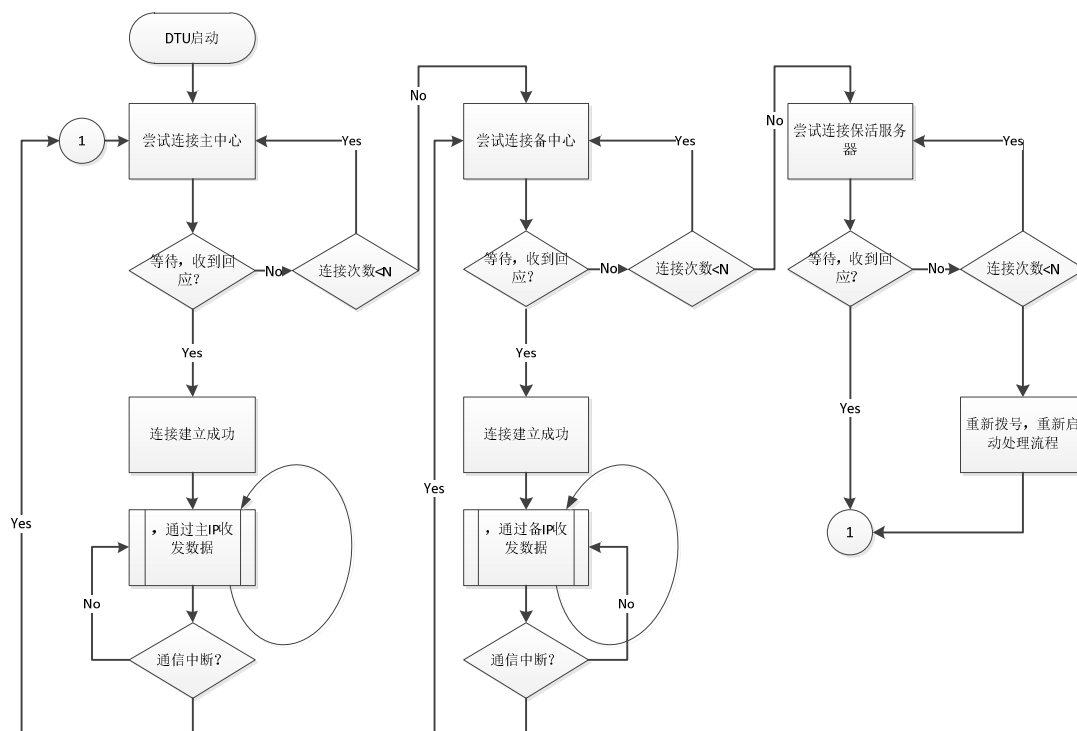 DTU启动
1
尝试连接主中心
Yes
No
等待，收到回
应？
No
连接次数<N
Yes
连接建立成功
，通过主IP收
发数据
No
通信中断？
Yes
尝试连接备中心
Yes
No
等待，收到回
应？
No
连接次数<N
Yes
连接建立成功
Yes
，通过备IP收
发数据
No
通信中断？
尝试连接保活服务
器
Yes
等待，收到回
应？
No
连接次数<N
Yes
重新拨号，重新启
动处理流程
1